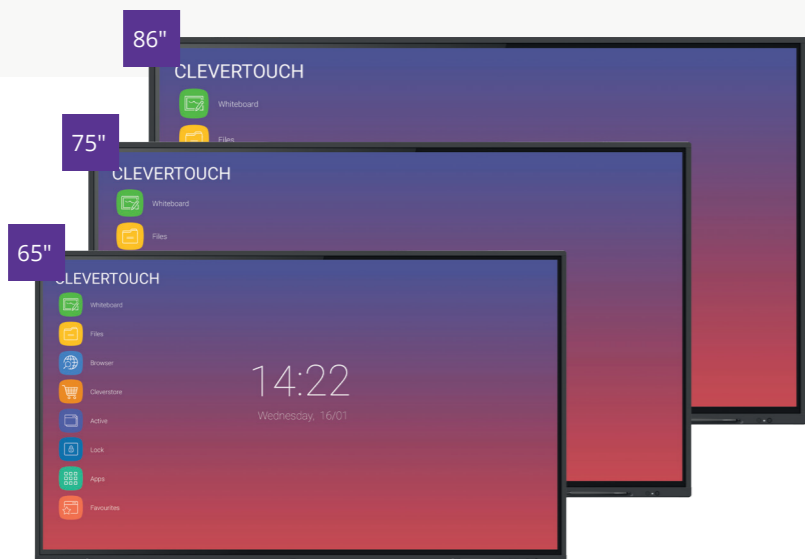 86"
CLEVERTOUCH
Whiteboard
Files
75"
CLEVERTOUCH
Whiteboard
Files
65"
CLEVERTOUCH
Whiteboard
Files
Browser
Cleverstore
Active
Lock
Apps
Favourites
14:22
Wednesday, 16/01